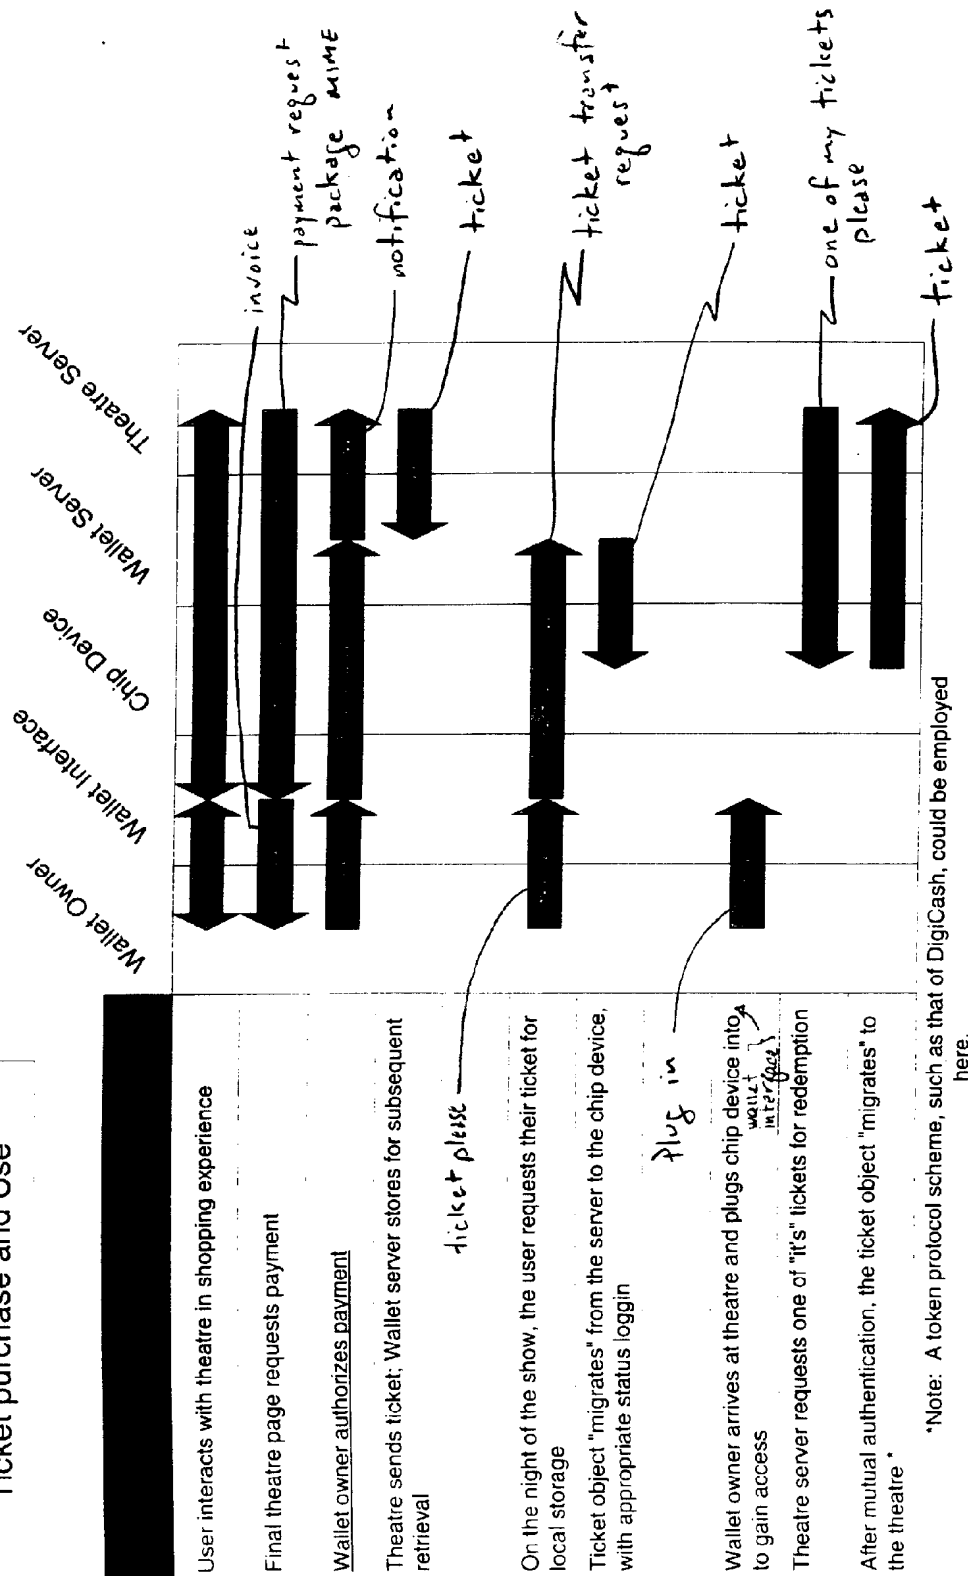 Ticket purchase and Use
Wallet Owner
Wallet Interface
Chip Device
Wallet Server
Theatre Server
User interacts with theatre in shopping experience
invoice
Final theatre page requests payment
payment request
package MIME
Wallet owner authorizes payment
notification
Theatre sends ticket; Wallet server stores for subsequent
retrieval
ticket
ticket please
On the night of the show, the user requests their ticket for
local storage
ticket transfer
request
Ticket object "migrates" from the server to the chip device,
with appropriate status loggin
ticket
Plug in
Wallet owner arrives at theatre and plugs chip device into
wallet
interface
to gain access
Theatre server requests one of "it's" tickets for redemption
one of my tickets
please
After mutual authentication, the ticket object "migrates" to
the theatre*
ticket
*Note: A token protocol scheme, such as that of DigiCash, could be employed
here.